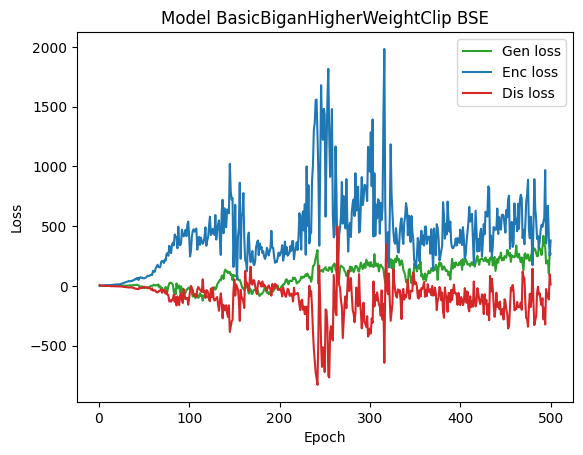 Model BasicBiganHigherWeightClip BSE
Gen loss
Enc loss
Dis loss
2000
1500
1000
500
0
−500
Loss
0 100 200 300 400 500
Epoch